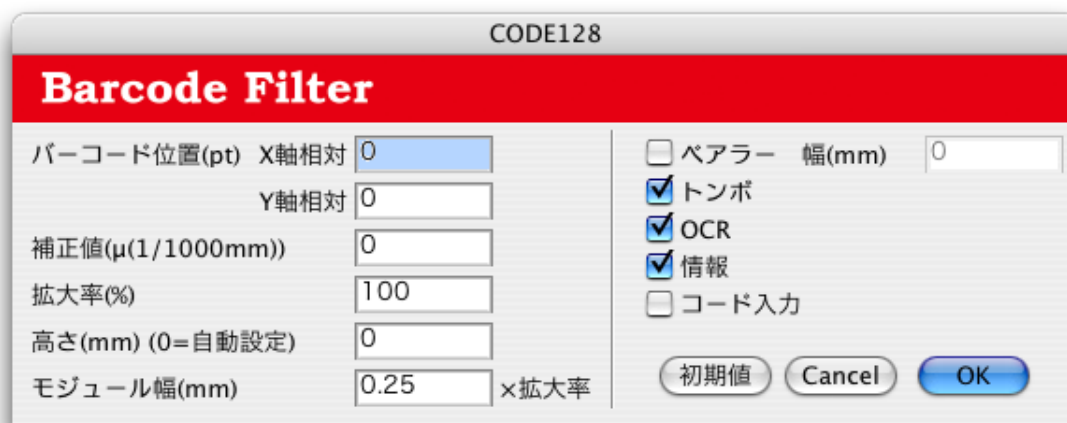 CODE128
Barcode Filter
バーコード位置(pt) X軸相対 0
Y軸相対 0
補正値(μ(1/1000mm)) 0
拡大率(%) 100
高さ(mm) (0=自動設定) 0
モジュール幅(mm) 0.25 ×拡大率
ベアラー 幅(mm) 0
トンボ
OCR
情報
コード入力
初期値 Cancel OK